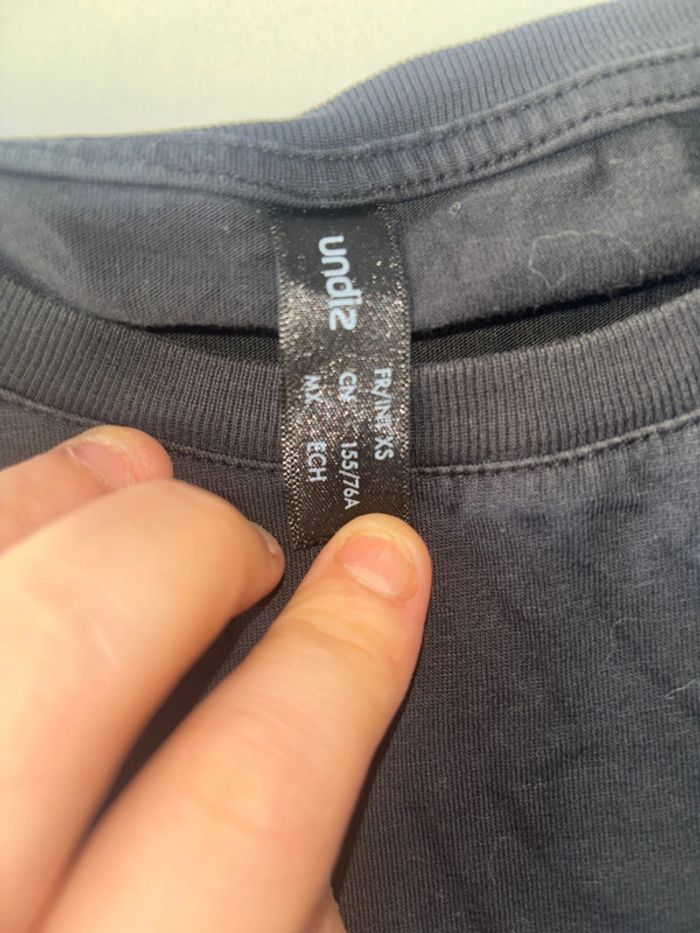 undiz
FR/INT XS
CN 155/76A
MX ECH